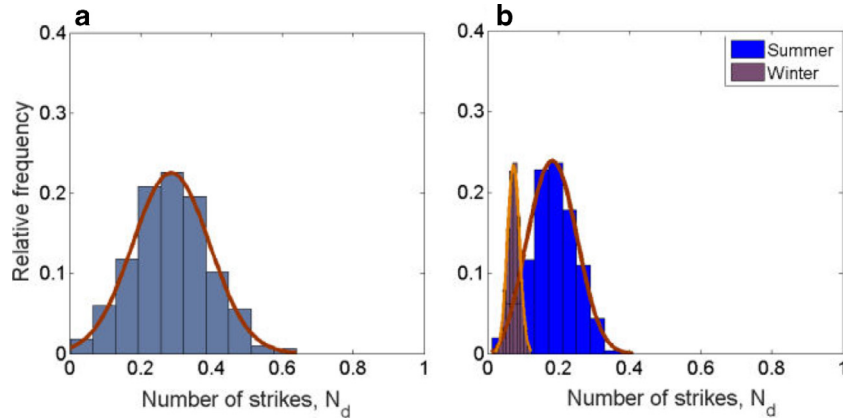 a
0.4
0.3
0.2
0.1
0
Relative frequency
0 0.2 0.4 0.6 0.8 1
Number of strikes, N_d
b
Summer
Winter
0.4
0.3
0.2
0.1
0
0 0.2 0.4 0.6 0.8 1
Number of strikes, N_d